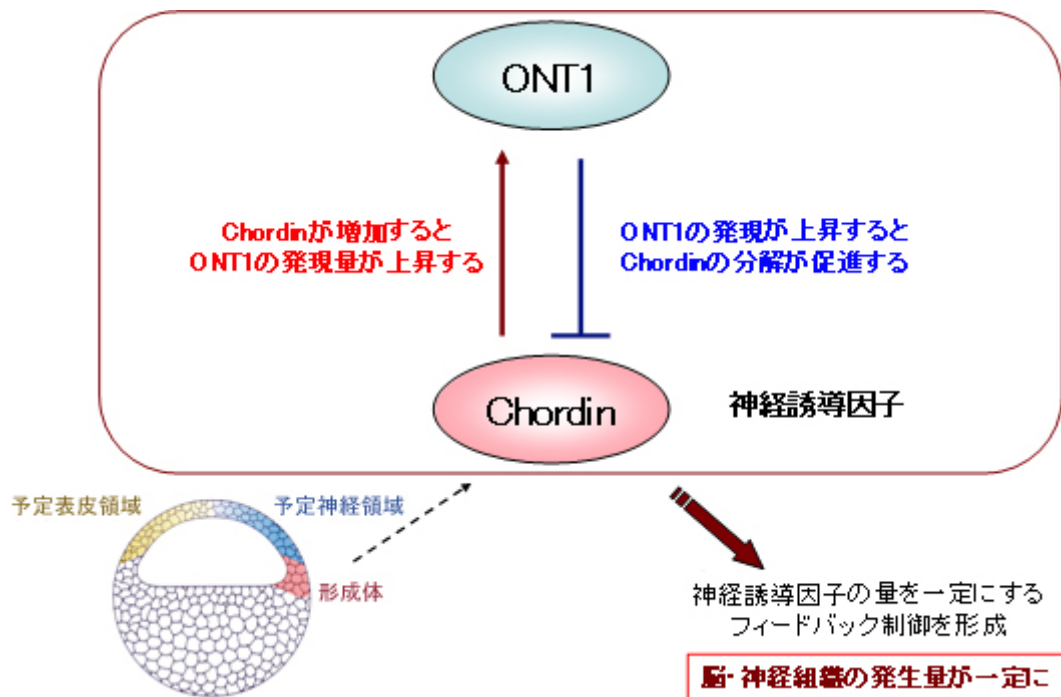 ONT1
Chordinが増加すると
ONT1の発現量が上昇する
ONT1の発現が上昇すると
Chordinの分解が促進する
Chordin
神経誘導因子
予定表皮領域
予定神経領域
形成体
神経誘導因子の量を一定にする
フィードバック制御を形成
脳・神経組織の発生量が一定に